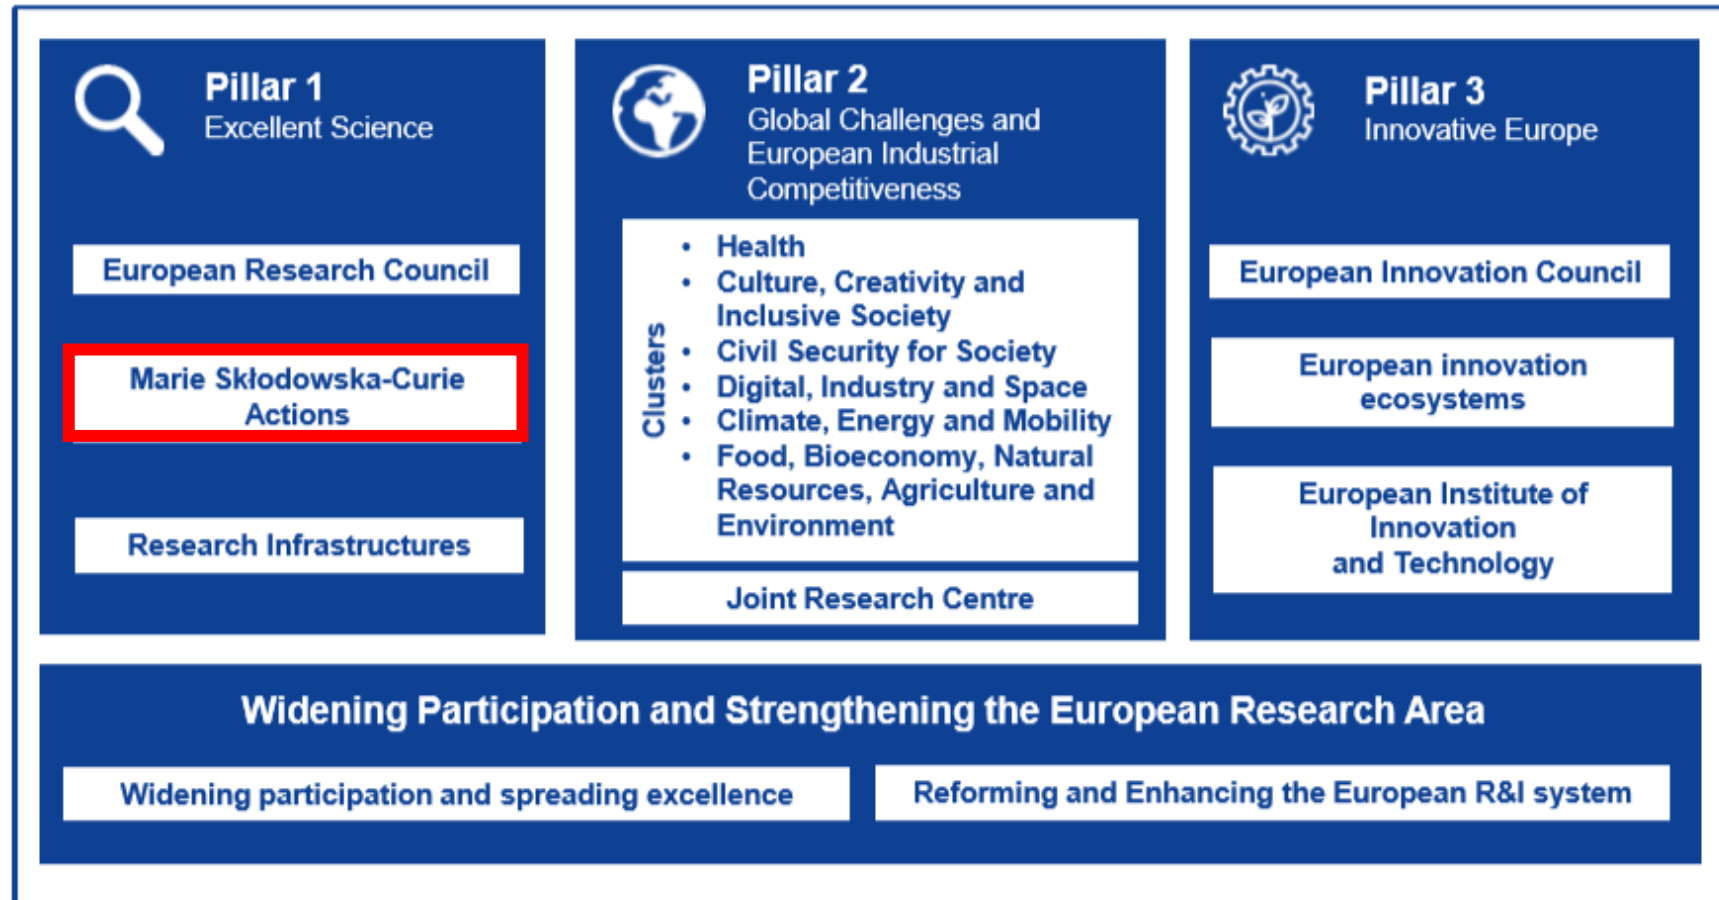 Pillar 1
Excellent Science
European Research Council
Marie Skłodowska-Curie
Actions
Research Infrastructures
Pillar 2
Global Challenges and
European Industrial
Competitiveness
Clusters
• Health
• Culture, Creativity and
Inclusive Society
• Civil Security for Society
• Digital, Industry and Space
• Climate, Energy and Mobility
• Food, Bioeconomy, Natural
Resources, Agriculture and
Environment
Joint Research Centre
Pillar 3
Innovative Europe
European Innovation Council
European innovation
ecosystems
European Institute of
Innovation
and Technology
Widening Participation and Strengthening the European Research Area
Widening participation and spreading excellence
Reforming and Enhancing the European R&I system